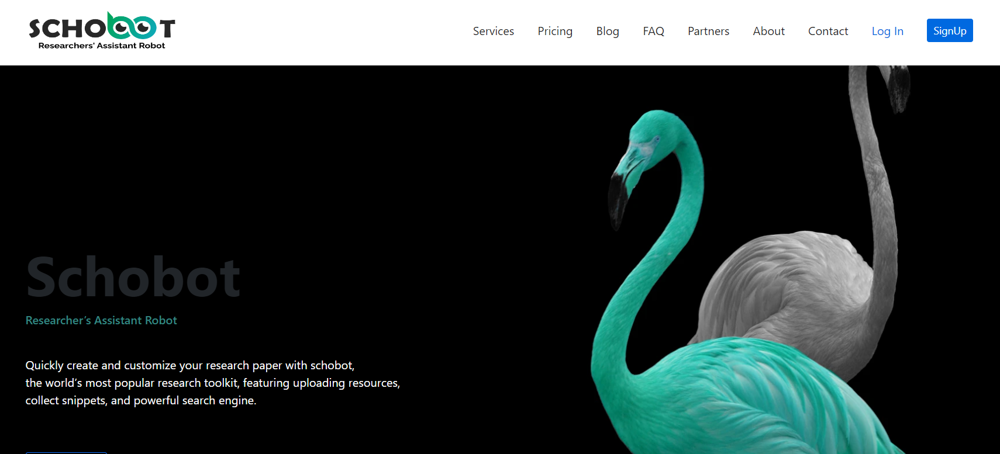 SCHOBOT
Researchers' Assistant Robot
Services Pricing Blog FAQ Partners About Contact Log In SignUp
Schobot
Researcher’s Assistant Robot
Quickly create and customize your research paper with schobot,
the world’s most popular research toolkit, featuring uploading resources,
collect snippets, and powerful search engine.